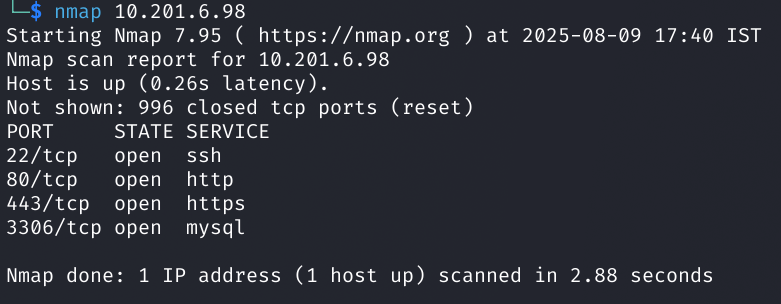 └─$ nmap 10.201.6.98
Starting Nmap 7.95 ( https://nmap.org ) at 2025-08-09 17:40 IST
Nmap scan report for 10.201.6.98
Host is up (0.26s latency).
Not shown: 996 closed tcp ports (reset)
PORT     STATE SERVICE
22/tcp   open  ssh
80/tcp   open  http
443/tcp  open  https
3306/tcp open  mysql
Nmap done: 1 IP address (1 host up) scanned in 2.88 seconds